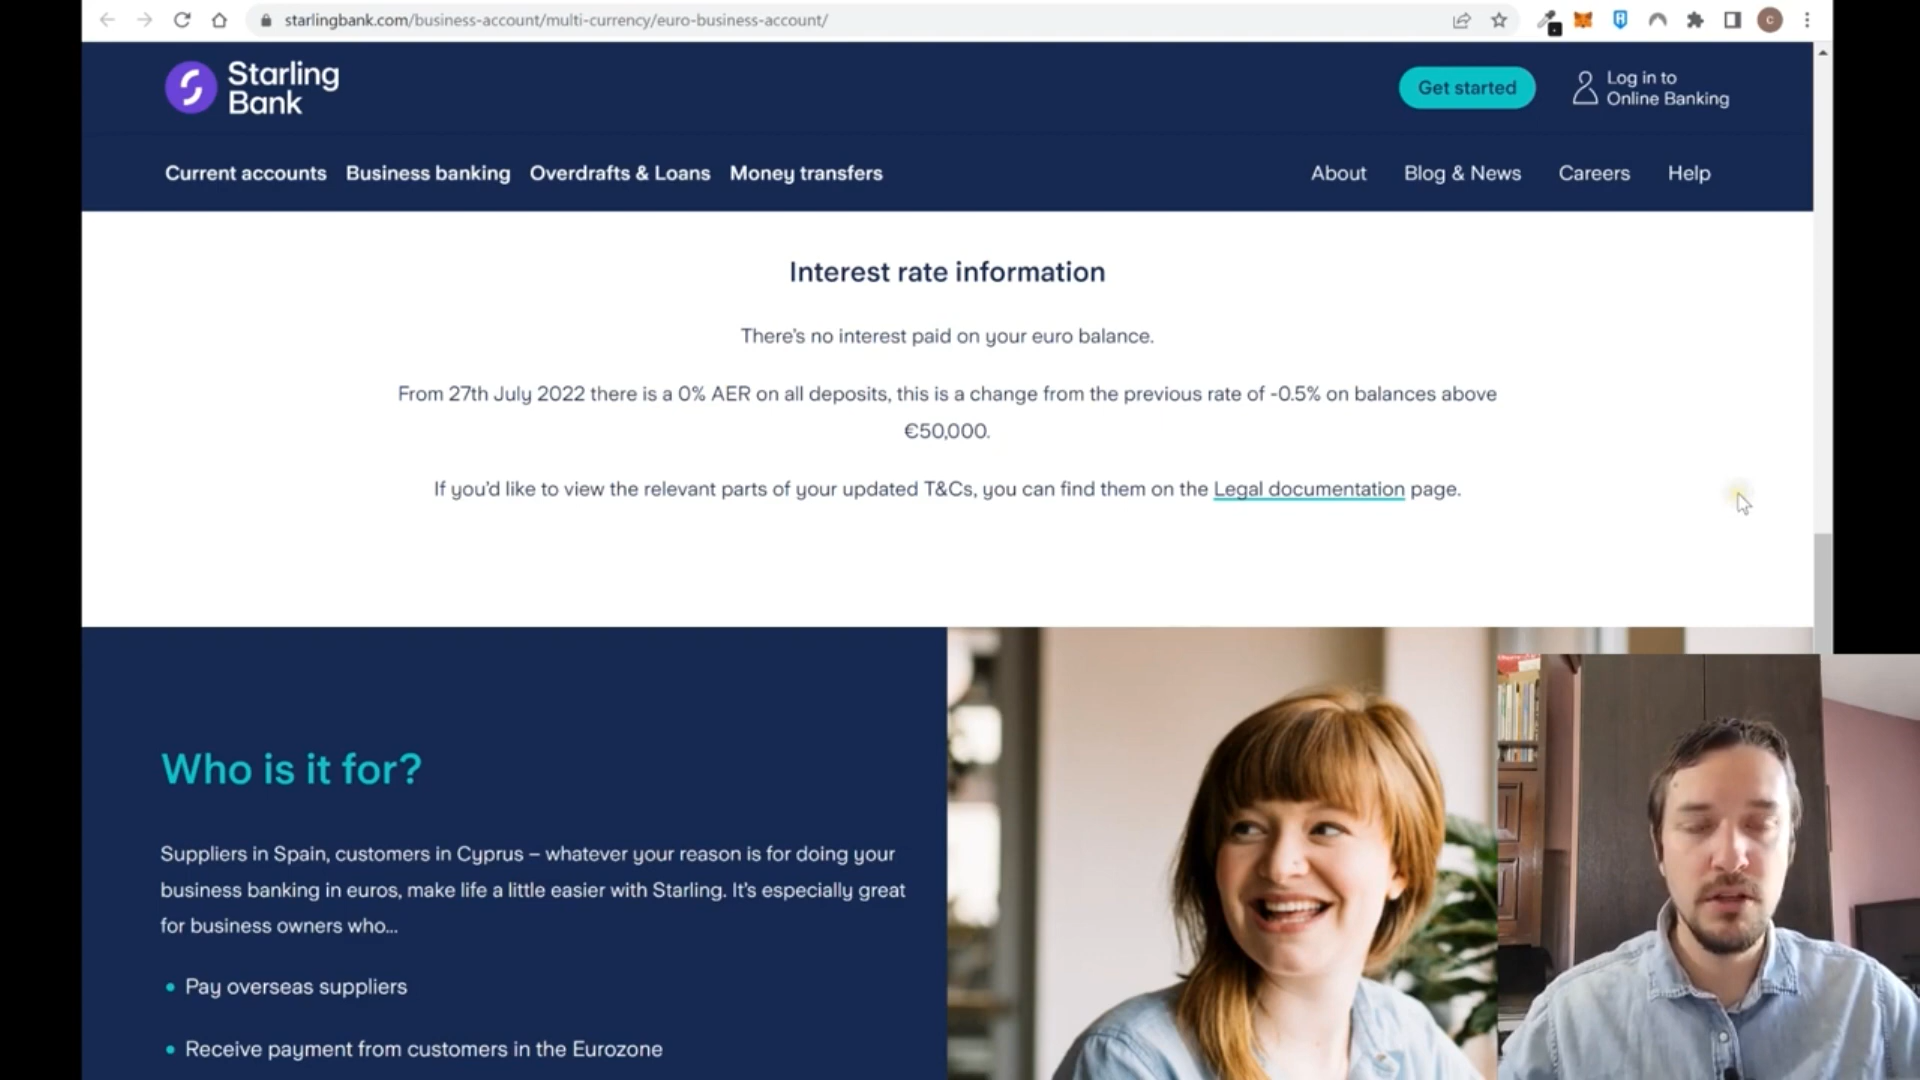 starlingbank.com/business-account/multi-currency/euro-business-account/
C
Starling
Bank
Get started
Log in to
Online Banking
Current accounts Business banking Overdrafts & Loans Money transfers
About Blog & News Careers Help
Interest rate information
There's no interest paid on your euro balance.
From 27th July 2022 there is a 0% AER on all deposits, this is a change from the previous rate of -0.5% on balances above
€50,000.
If you'd like to view the relevant parts of your updated T&Cs, you can find them on the Legal documentation page.
Who is it for?
Suppliers in Spain, customers in Cyprus – whatever your reason is for doing your
business banking in euros, make life a little easier with Starling. It's especially great
for business owners who...
• Pay overseas suppliers
• Receive payment from customers in the Eurozone